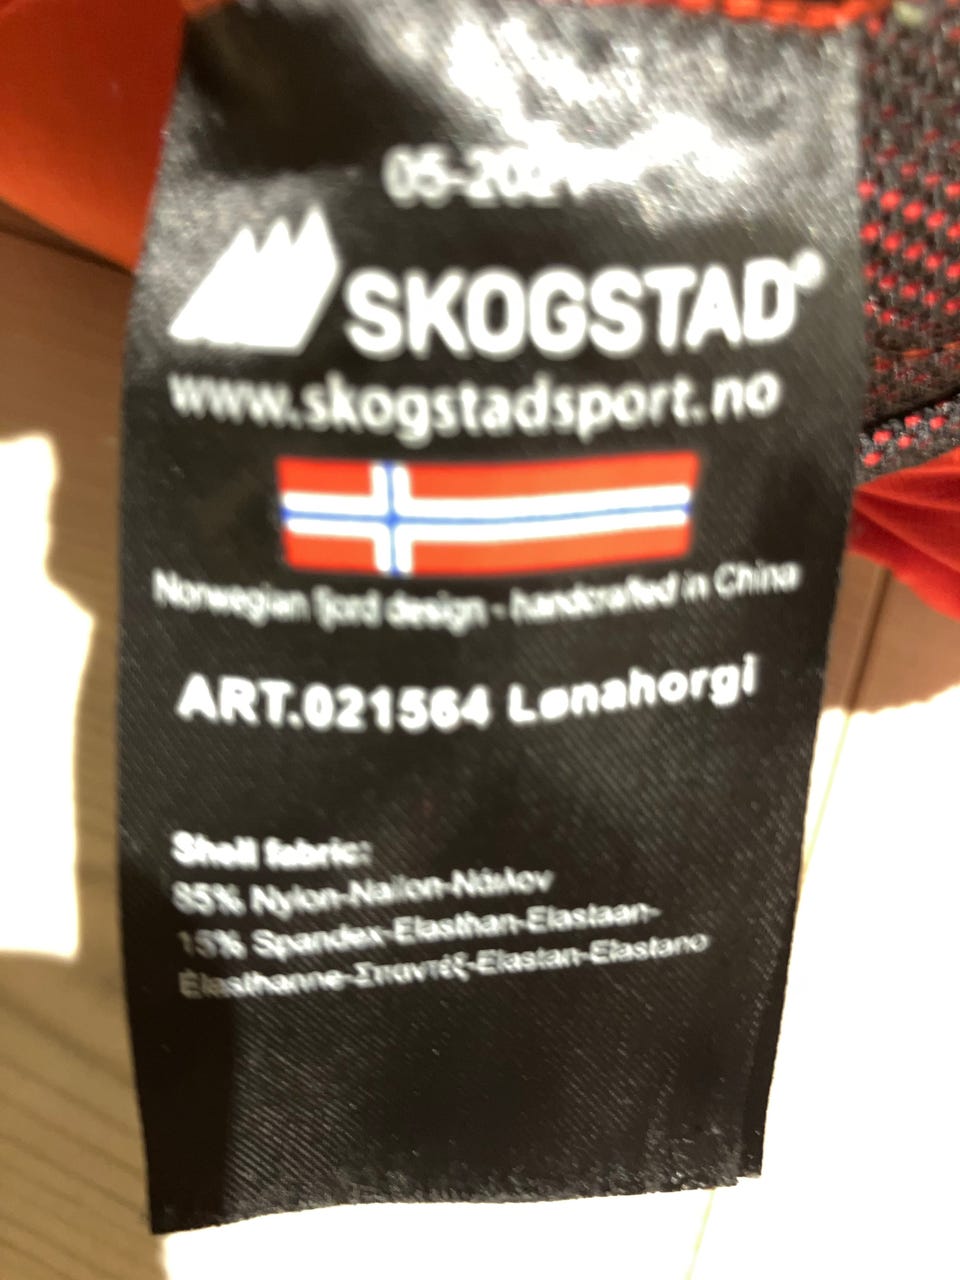 SKOGSTAD®
www.skogstadsport.no
Norwegian fjord design - handcrafted in China
ART.021564 Lønahorgi
Shell fabric:
85% Nylon-Nailon-Νάιλον
15% Spandex-Elasthan-Elastaan-
Élasthanne-Σπαντέξ-Elastan-Elastano